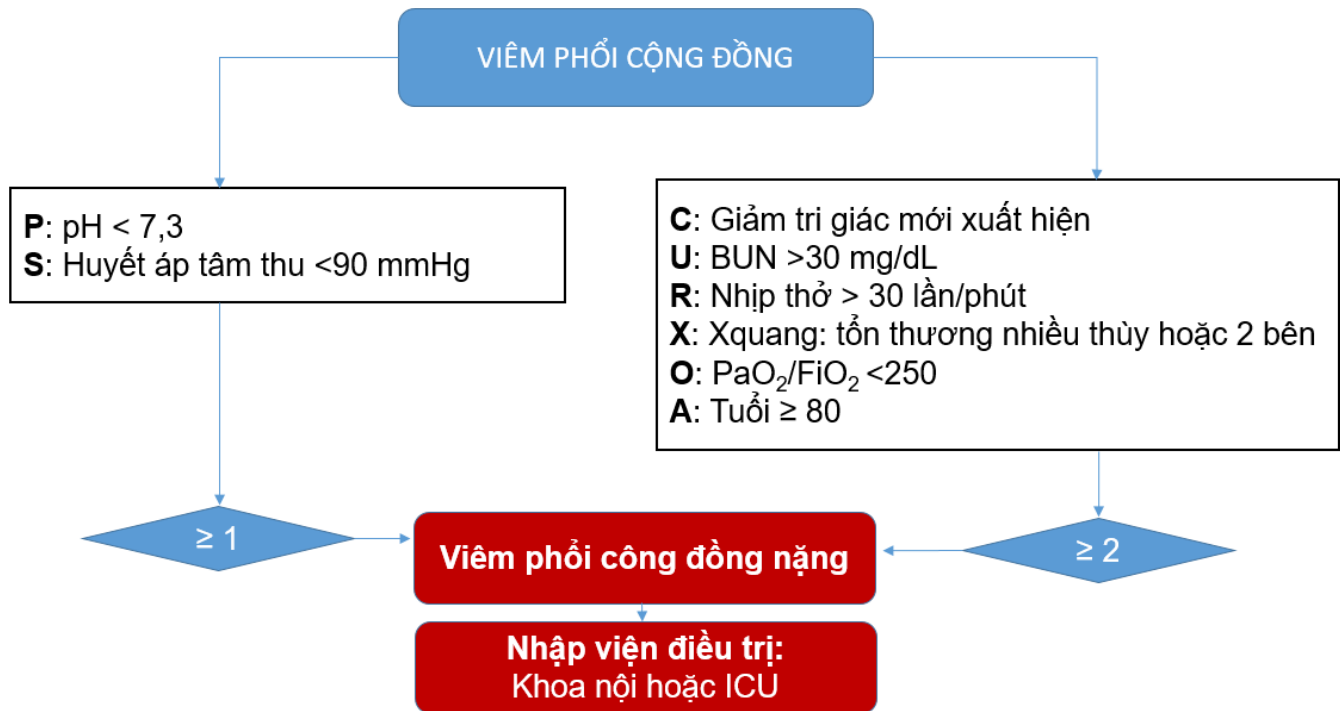 VIÊM PHỔI CỘNG ĐỒNG
P: pH < 7,3
S: Huyết áp tâm thu <90 mmHg
C: Giảm tri giác mới xuất hiện
U: BUN >30 mg/dL
R: Nhịp thở > 30 lần/phút
X: Xquang: tổn thương nhiều thùy hoặc 2 bên
O: PaO₂/FiO₂ <250
A: Tuổi ≥ 80
≥ 1
Viêm phổi công đồng nặng
≥ 2
Nhập viện điều trị:
Khoa nội hoặc ICU